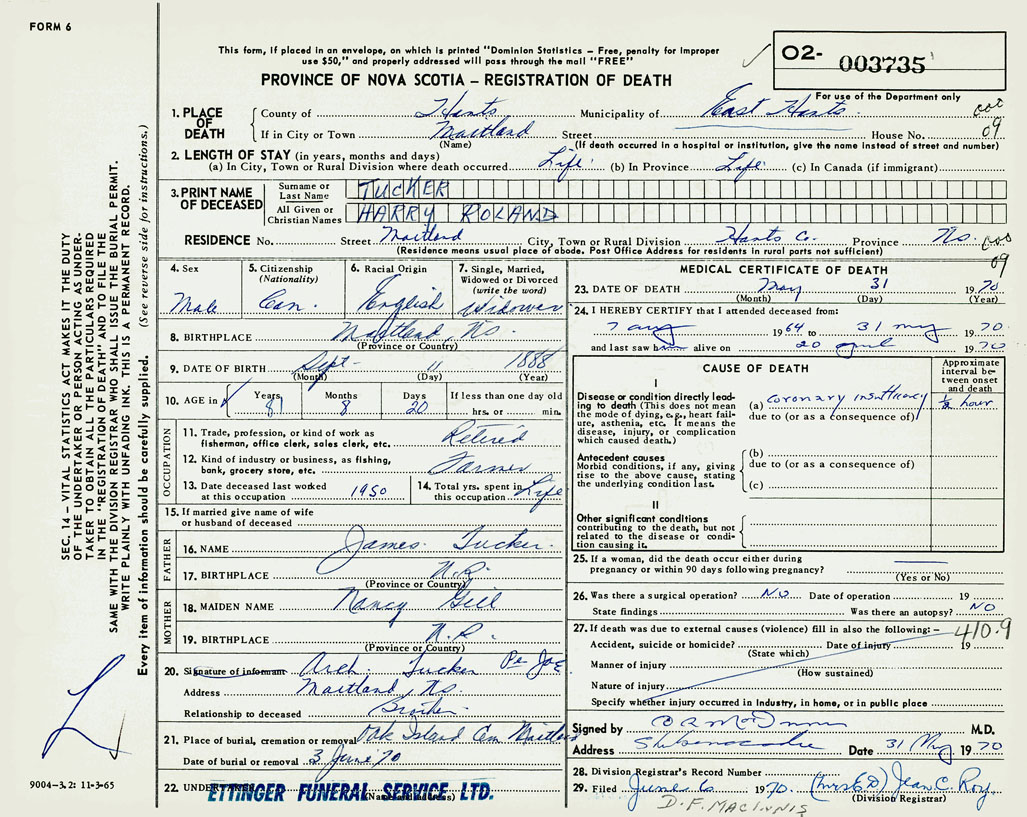 FORM 6
This form, if placed in an envelope, on which is printed "Dominion Statistics – Free, penalty for improper
use $50," and properly addressed will pass through the mail "FREE"
PROVINCE OF NOVA SCOTIA – REGISTRATION OF DEATH
O2- 003735
For use of the Department only
1. PLACE OF DEATH County of Hants Municipality of East Hants 000
If in City or Town Maitland Street House No. 09
(Name) (If death occurred in a hospital or institution, give the name instead of street and number)
2. LENGTH OF STAY (in years, months and days)
(a) In City, Town or Rural Division where death occurred Life (b) In Province Life (c) In Canada (if immigrant)
3. PRINT NAME OF DECEASED Surname or Last Name TUCKER
All Given or Christian Names HARRY ROLAND
RESIDENCE No. Street Maitland City, Town or Rural Division Hants Co. Province Ns. 000
(Residence means usual place of abode. Post Office Address for residents in rural parts not sufficient) 09
4. Sex Male
5. Citizenship (Nationality) Can.
6. Racial Origin English
7. Single, Married, Widowed or Divorced (write the word) Widower
8. BIRTHPLACE Maitland, Ns.
(Province or Country)
9. DATE OF BIRTH Sept 11 1888
(Month) (Day) (Year)
10. AGE in Years 81 Months 8 Days 20 If less than one day old
hrs. or min.
OCCUPATION
11. Trade, profession, or kind of work as
fisherman, office clerk, sales clerk, etc. Retired
12. Kind of industry or business, as fishing,
bank, grocery store, etc. Farmer
13. Date deceased last worked
at this occupation 1950
14. Total yrs. spent in
this occupation Life
15. If married give name of wife
or husband of deceased
FATHER
16. NAME James Tucker
17. BIRTHPLACE N.R.
(Province or Country)
MOTHER
18. MAIDEN NAME Nancy Gill
19. BIRTHPLACE N.R.
(Province or Country)
20. Signature of informant Arch. Tucker Per JOE
Address Maitland, Ns.
Relationship to deceased Brother
21. Place of burial, cremation or removal Oak Island Cem Maitland
Date of burial or removal 3 June 70
22. UNDERTAKER ETTINGER FUNERAL SERVICE LTD.
(Name and address)
MEDICAL CERTIFICATE OF DEATH
23. DATE OF DEATH May 31 1970
(Month) (Day) (Year)
24. I HEREBY CERTIFY that I attended deceased from:
7 aug 1964 to 31 my 1970
and last saw him alive on 20 april 1970
CAUSE OF DEATH
Approximate
interval be-
tween onset
and death
I
Disease or condition directly lead-
ing to death (This does not mean
the mode of dying, e.g., heart fail-
ure, asthenia, etc. It means the
disease, injury, or complication
which caused death.)
(a) coronary insufficiency ½ hour
due to (or as a consequence of)
Antecedent causes
Morbid conditions, if any, giving
rise to the above cause, stating
the underlying condition last.
(b)
due to (or as a consequence of)
(c)
II
Other significant conditions
contributing to the death, but not
related to the disease or condi-
tion causing it.
25. If a woman, did the death occur either during
pregnancy or within 90 days following pregnancy?
(Yes or No)
26. Was there a surgical operation? NO Date of operation 19
State findings Was there an autopsy? NO
27. If death was due to external causes (violence) fill in also the following: – 410.9
Accident, suicide or homicide? Date of injury 19
(State which)
Manner of injury
(How sustained)
Nature of injury
Specify whether injury occurred in industry, in home, or in public place
Signed by M.D.
Address Shubenacadie Date 31 My 1970
28. Division Registrar's Record Number
29. Filed June 6 1970 (Mrs E D) Jean C. Roy
(Division Registrar)
D.F. MACINNIS
SEC. 14 – VITAL STATISTICS ACT MAKES IT THE DUTY
OF THE UNDERTAKER OR PERSON ACTING AS UNDER-
TAKER TO OBTAIN ALL THE PARTICULARS REQUIRED
IN THE "REGISTRATION OF DEATH" AND TO FILE THE
SAME WITH THE DIVISION REGISTRAR WHO SHALL ISSUE THE BURIAL PERMIT.
WRITE PLAINLY WITH UNFADING INK. THIS IS A PERMANENT RECORD.
Every item of information should be carefully supplied. (See reverse side for instructions.)
9004–3.2: 11-3-65